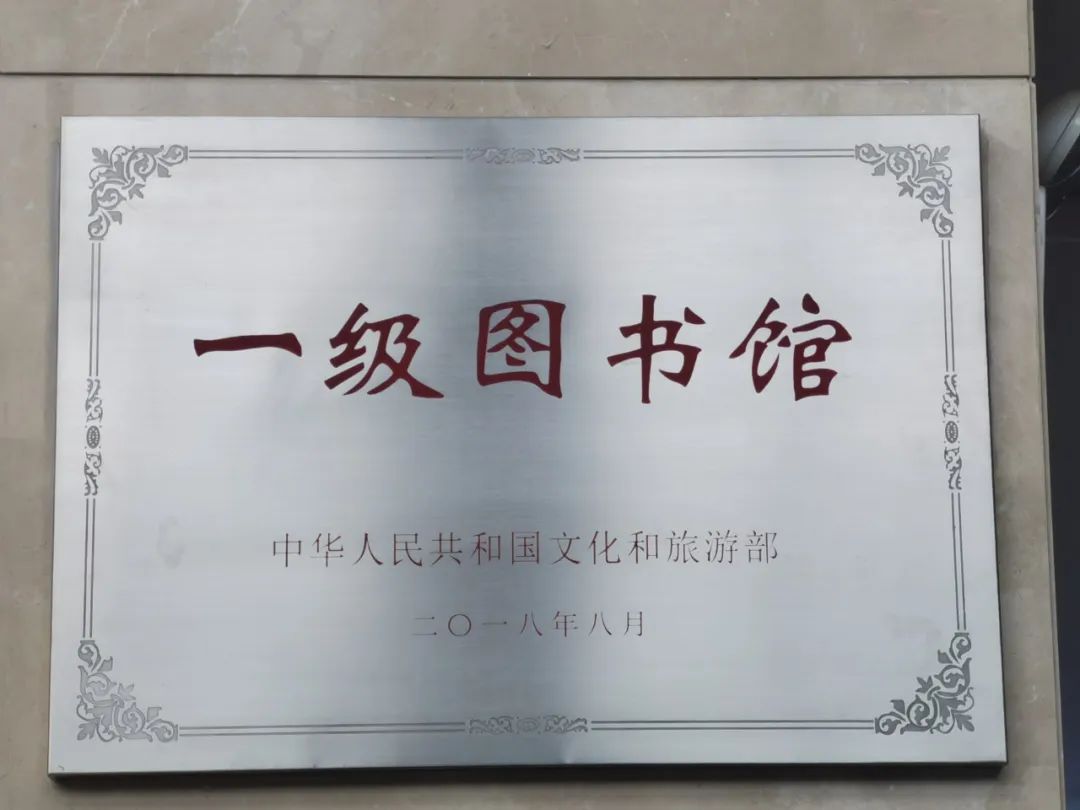 一级图书馆
中华人民共和国文化和旅游部
二〇一八年八月